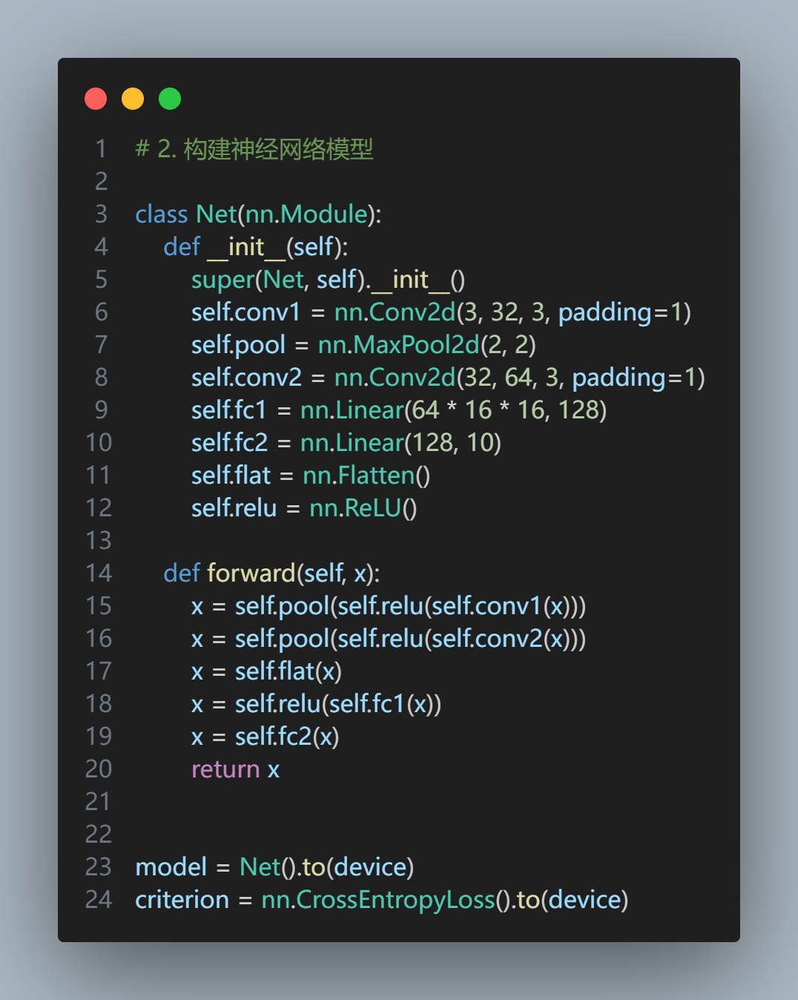 1 # 2. 构建神经网络模型
2
3 class Net(nn.Module):
4     def __init__(self):
5         super(Net, self).__init__()
6         self.conv1 = nn.Conv2d(3, 32, 3, padding=1)
7         self.pool = nn.MaxPool2d(2, 2)
8         self.conv2 = nn.Conv2d(32, 64, 3, padding=1)
9         self.fc1 = nn.Linear(64 * 16 * 16, 128)
10         self.fc2 = nn.Linear(128, 10)
11         self.flat = nn.Flatten()
12         self.relu = nn.ReLU()
13
14     def forward(self, x):
15         x = self.pool(self.relu(self.conv1(x)))
16         x = self.pool(self.relu(self.conv2(x)))
17         x = self.flat(x)
18         x = self.relu(self.fc1(x))
19         x = self.fc2(x)
20         return x
21
22
23 model = Net().to(device)
24 criterion = nn.CrossEntropyLoss().to(device)